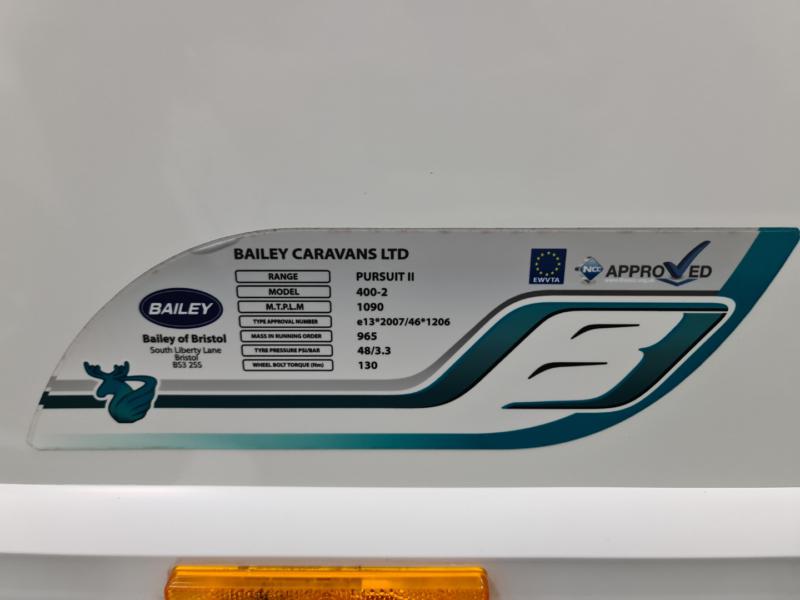 BAILEY CARAVANS LTD
RANGE PURSUIT II
MODEL 400-2
M.T.P.L.M 1090
TYPE APPROVAL NUMBER e13*2007/46*1206
MASS IN RUNNING ORDER 965
TYRE PRESSURE PSI/BAR 48/3.3
WHEEL BOLT TORQUE (Nm) 130
BAILEY
Bailey of Bristol
South Liberty Lane
Bristol
BS3 2SS
EWVTA
NCC APPROVED